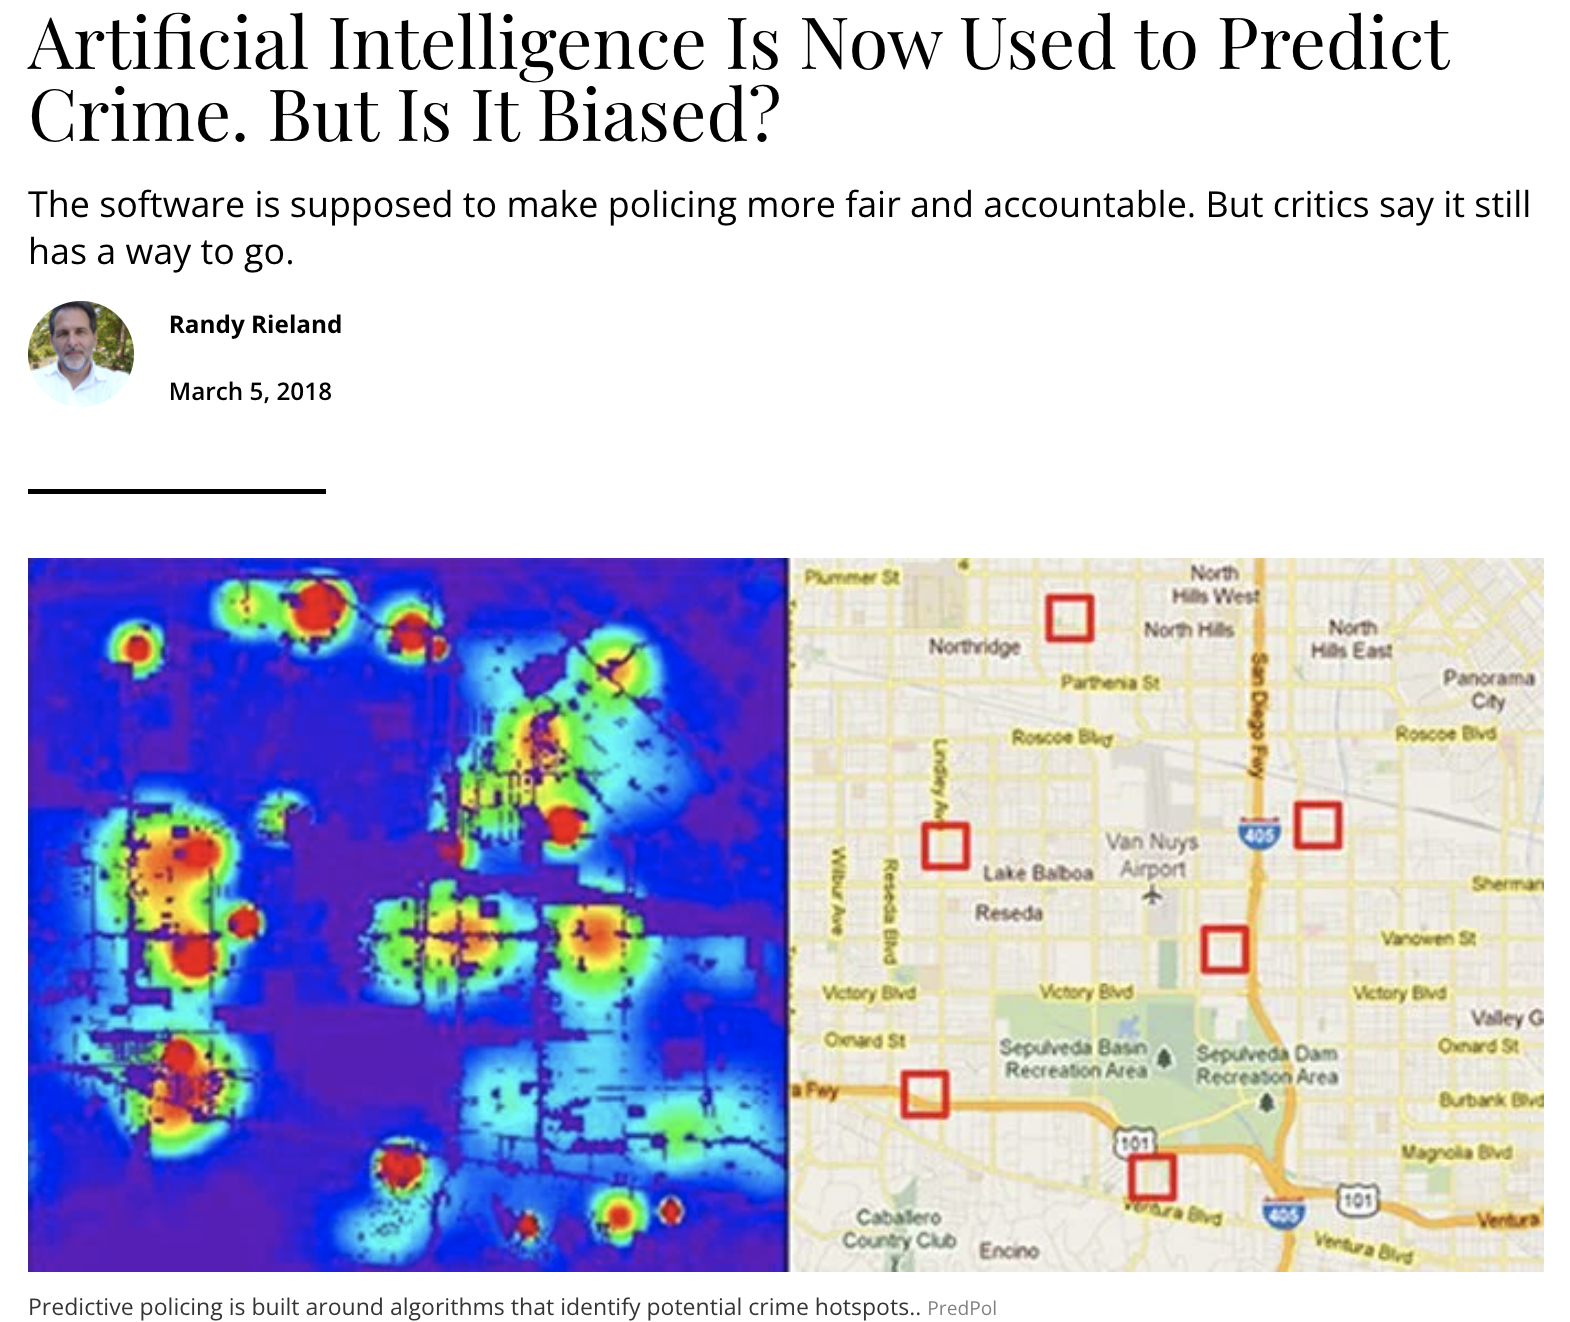 Artificial Intelligence Is Now Used to Predict
Crime. But Is It Biased?
The software is supposed to make policing more fair and accountable. But critics say it still
has a way to go.
Randy Rieland
March 5, 2018
Plummer St
North
Hills West
Northridge
North Hills
North
Hills East
Parthenia St
Panorama
City
San Diego Fwy
Roscoe Blvd
Roscoe Blvd
Lindley Av
405
Van Nuys
Airport
Wilbur Ave
Reseda Blvd
Lake Balboa
Reseda
Sherman
Vanowen St
Victory Blvd
Victory Blvd
Victory Blvd
Valley G
Oxnard St
Sepulveda Basin
Recreation Area
Sepulveda Dam
Recreation Area
Oxnard St
a Fwy
Burbank Blvd
101
Magnolia Blvd
Ventura Blvd
405
101
Ventura
Caballero
Country Club
Encino
Ventura Blvd
Predictive policing is built around algorithms that identify potential crime hotspots.. PredPol